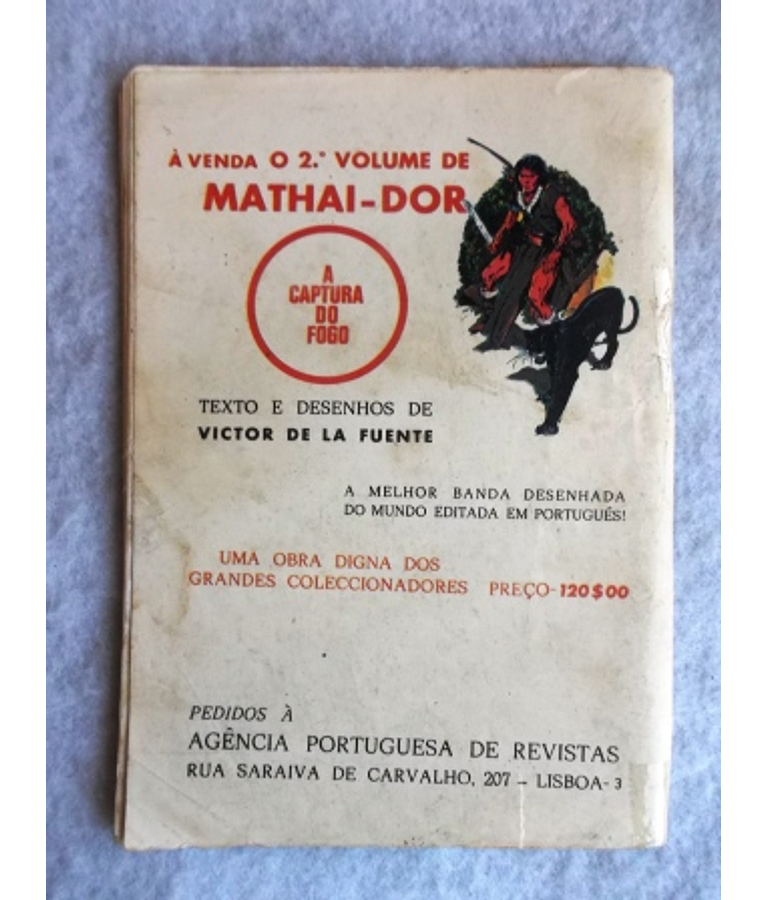 À VENDA O 2.º VOLUME DE
MATHAI-DOR
A
CAPTURA
DO
FOGO
TEXTO E DESENHOS DE
VICTOR DE LA FUENTE
A MELHOR BANDA DESENHADA
DO MUNDO EDITADA EM PORTUGUÊS!
UMA OBRA DIGNA DOS
GRANDES COLECCIONADORES PREÇO-120$00
PEDIDOS À
AGÊNCIA PORTUGUESA DE REVISTAS
RUA SARAIVA DE CARVALHO, 207 - LISBOA-3